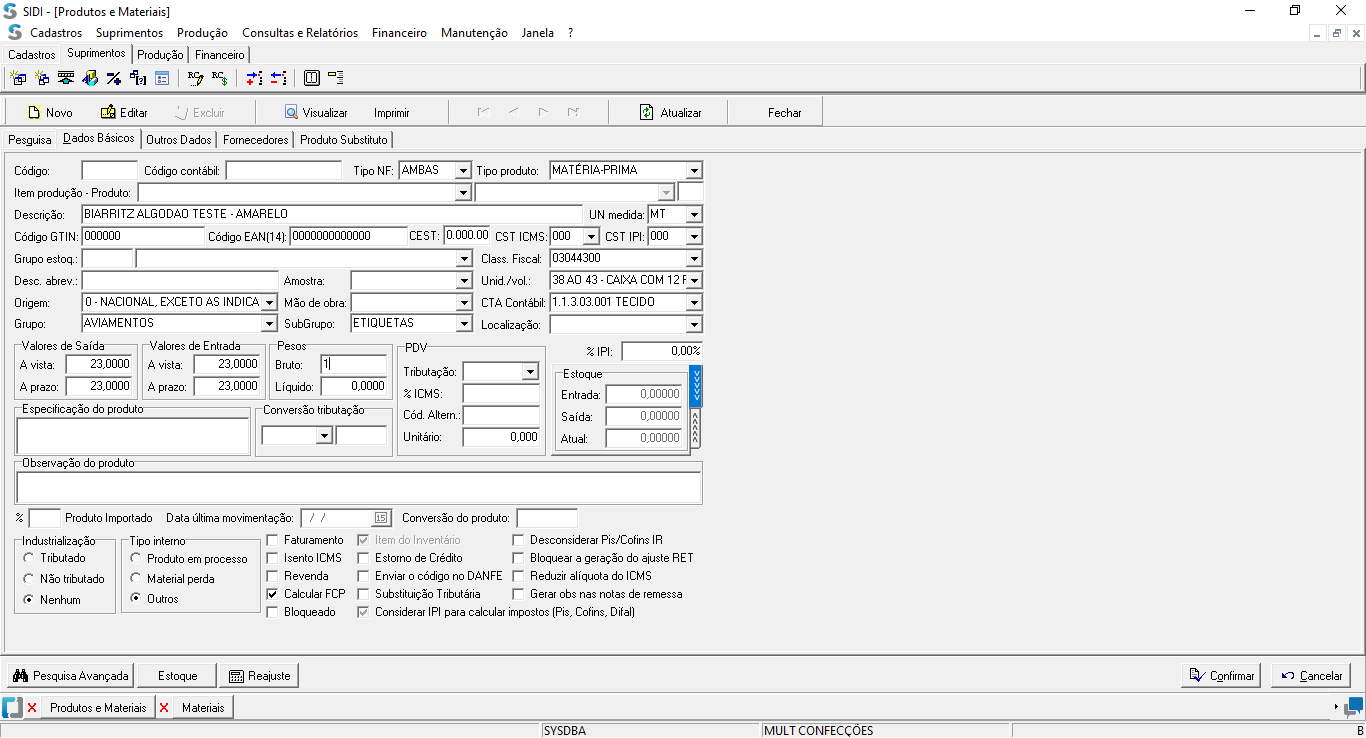 SIDI - [Produtos e Materiais]
Cadastros Suprimentos Produção Consultas e Relatórios Financeiro Manutenção Janela ?
Cadastros Suprimentos Produção Financeiro
Novo Editar Excluir Visualizar Imprimir Atualizar Fechar
Pesquisa Dados Básicos Outros Dados Fornecedores Produto Substituto
Código: Código contábil: Tipo NF: AMBAS Tipo produto: MATÉRIA-PRIMA
Item produção - Produto:
Descrição: BIARRITZ ALGODAO TESTE - AMARELO UN medida: MT
Código GTIN: 000000 Código EAN(14): 0000000000000 CEST: 0.000.00 CST ICMS: 000 CST IPI: 000
Grupo estoq.: Class. Fiscal: 03044300
Desc. abrev.: Amostra: Unid./vol.: 38 AO 43 - CAIXA COM 12 F
Origem: 0 - NACIONAL, EXCETO AS INDICA Mão de obra: CTA Contábil: 1.1.3.03.001 TECIDO
Grupo: AVIAMENTOS SubGrupo: ETIQUETAS Localização:
Valores de Saída Valores de Entrada Pesos PDV % IPI: 0,00%
A vista: 23,0000 A vista: 23,0000 Bruto: 1
A prazo: 23,0000 A prazo: 23,0000 Líquido: 0,0000
Tributação:
% ICMS:
Cód. Altern.:
Unitário: 0,000
Estoque
Entrada: 0,00000
Saída: 0,00000
Atual: 0,00000
Especificação do produto Conversão tributação
Observação do produto
% Produto Importado Data última movimentação: / / 15 Conversão do produto:
Industrialização
Tributado
Não tributado
Nenhum
Tipo interno
Produto em processo
Material perda
Outros
Faturamento Item do Inventário Desconsiderar Pis/Cofins IR
Isento ICMS Estorno de Crédito Bloquear a geração do ajuste RET
Revenda Enviar o código no DANFE Reduzir alíquota do ICMS
Calcular FCP Substituição Tributária Gerar obs nas notas de remessa
Bloqueado Considerar IPI para calcular impostos (Pis, Cofins, Difal)
Pesquisa Avançada Estoque Reajuste Confirmar Cancelar
Produtos e Materiais Materiais
SYSDBA MULT CONFECÇÕES B